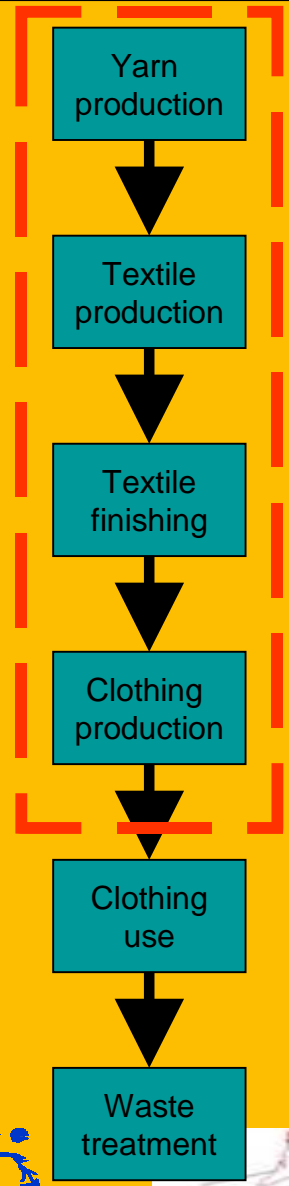 Yarn
production
Textile
production
Textile
finishing
Clothing
production
Clothing
use
Waste
treatment